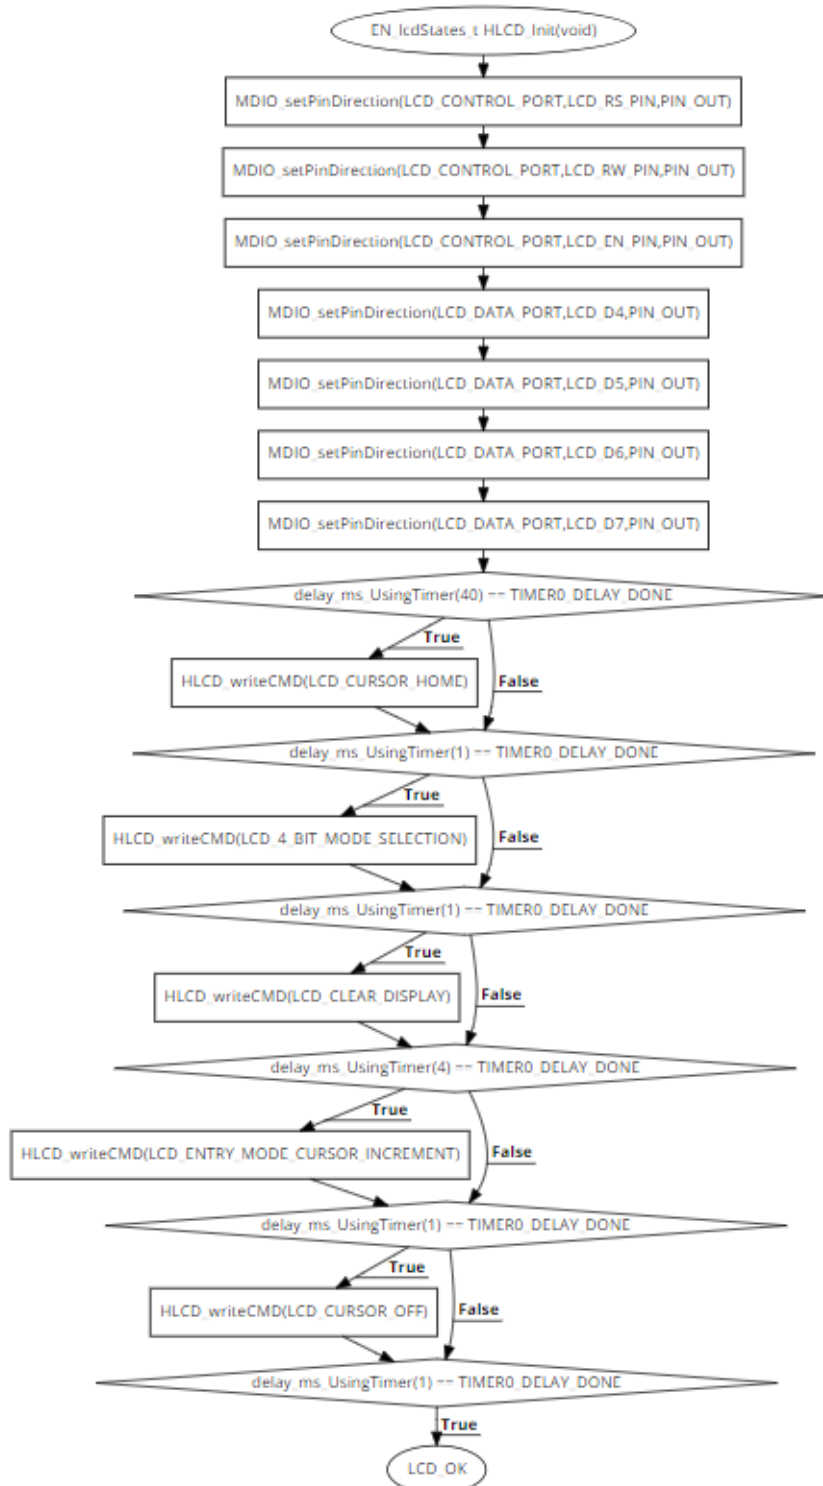 EN_lcdStates_t HLCD_Init(void)
MDIO_setPinDirection(LCD_CONTROL_PORT,LCD_RS_PIN,PIN_OUT)
MDIO_setPinDirection(LCD_CONTROL_PORT,LCD_RW_PIN,PIN_OUT)
MDIO_setPinDirection(LCD_CONTROL_PORT,LCD_EN_PIN,PIN_OUT)
MDIO_setPinDirection(LCD_DATA_PORT,LCD_D4,PIN_OUT)
MDIO_setPinDirection(LCD_DATA_PORT,LCD_D5,PIN_OUT)
MDIO_setPinDirection(LCD_DATA_PORT,LCD_D6,PIN_OUT)
MDIO_setPinDirection(LCD_DATA_PORT,LCD_D7,PIN_OUT)
delay_ms_UsingTimer(40) == TIMER0_DELAY_DONE
True
HLCD_writeCMD(LCD_CURSOR_HOME)
False
delay_ms_UsingTimer(1) == TIMER0_DELAY_DONE
True
HLCD_writeCMD(LCD_4_BIT_MODE_SELECTION)
False
delay_ms_UsingTimer(1) == TIMER0_DELAY_DONE
True
HLCD_writeCMD(LCD_CLEAR_DISPLAY)
False
delay_ms_UsingTimer(4) == TIMER0_DELAY_DONE
True
HLCD_writeCMD(LCD_ENTRY_MODE_CURSOR_INCREMENT)
False
delay_ms_UsingTimer(1) == TIMER0_DELAY_DONE
True
HLCD_writeCMD(LCD_CURSOR_OFF)
False
delay_ms_UsingTimer(1) == TIMER0_DELAY_DONE
True
LCD_OK